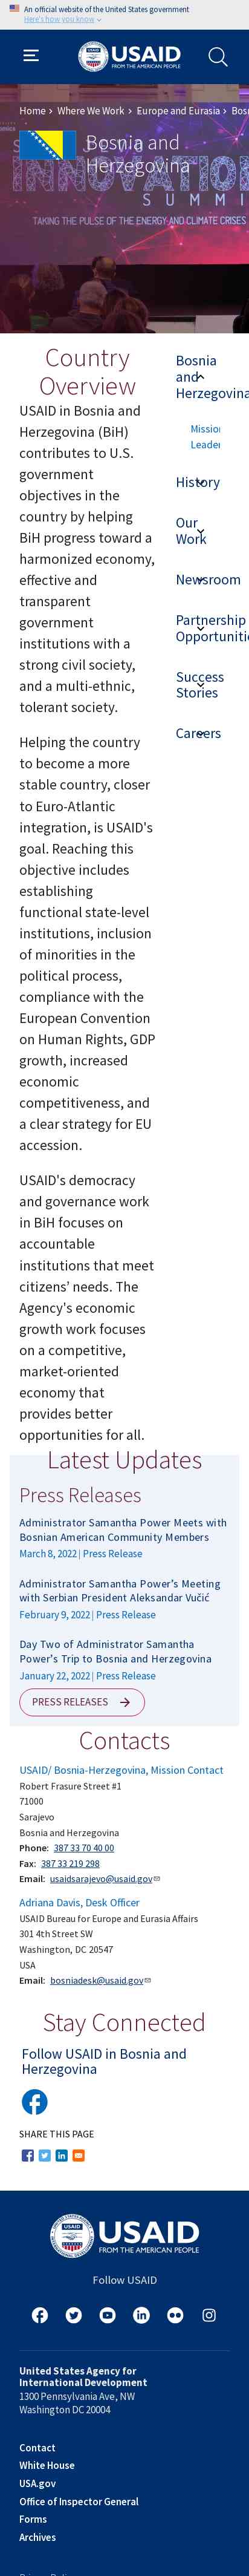 An official website of the United States government
Here's how you know
USAID
FROM THE AMERICAN PEOPLE
Home
Where We Work
Europe and Eurasia
Bosnia and
Herzegovina
INNOVATION
SUMMIT
TAKING THE PULSE OF THE ENERGY AND CLIMATE CRISES
Country
Overview
USAID in Bosnia and
Herzegovina (BiH)
contributes to U.S.
government
objectives in the
country by helping
BiH progress toward
and harmonize
economy, effective
and transparent
government
institutions with a
strong civil society,
and a multi-ethnic,
tolerant society.
Helping the country
to become a more
stable country, closer
to Euro-Atlantic
integration, is USAID's
goal. Reaching this
objective includes
establishing
functional state-level
institutions, inclusion
of minorities in the
political process,
compliance with the
European Convention
on Human Rights, GDP
growth, increased
economic
competitiveness, and
a clear strategy for EU
accession.
USAID's democracy
and governance work
in BiH focuses on
accountable
institutions that meet
citizens’ needs. The
Agency's economic
growth work focuses
on a competitive,
market-oriented
economy that
provides better
opportunities for all.
Bosnia
and
Herzegovina
Mission
Leader
History
Our
Work
Newsroom
Partnership
Opportunities
Success
Stories
Careers
Latest Updates
Press Releases
Administrator Samantha Power Meets with
Bosnian American Community Members
March 8, 2022 | Press Release
Administrator Samantha Power’s Meeting
with Serbian President Aleksandar Vučić
February 9, 2022 | Press Release
Day Two of Administrator Samantha
Power’s Trip to Bosnia and Herzegovina
January 22, 2022 | Press Release
PRESS RELEASES
Contacts
USAID/ Bosnia-Herzegovina, Mission Contact
Robert Frasure Street #1
71000
Sarajevo
Bosnia and Herzegovina
Phone: 387 33 70 40 00
Fax: 387 33 219 298
Email: usaidsarajevo@usaid.gov
Adriana Davis, Desk Officer
USAID Bureau for Europe and Eurasia Affairs
301 4th Street SW
Washington, DC 20547
USA
Email: bosniadesk@usaid.gov
Stay Connected
Follow USAID in Bosnia and
Herzegovina
SHARE THIS PAGE
USAID
FROM THE AMERICAN PEOPLE
Follow USAID
United States Agency for
International Development
1300 Pennsylvania Ave, NW
Washington DC 20004
Contact
White House
USA.gov
Office of Inspector General
Forms
Archives